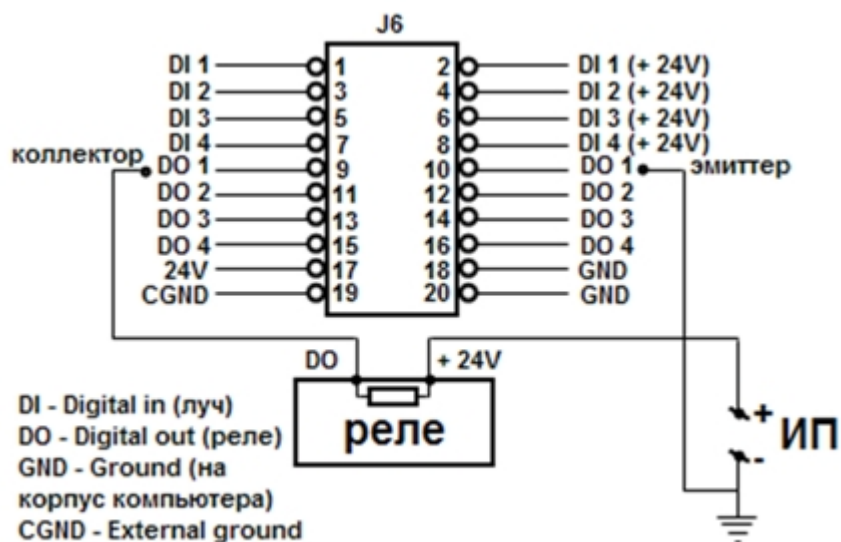 J6
DI 1 1 2 DI 1 (+ 24V)
DI 2 3 4 DI 2 (+ 24V)
DI 3 5 6 DI 3 (+ 24V)
DI 4 7 8 DI 4 (+ 24V)
коллектор DO 1 9 10 DO 1 эмиттер
DO 2 11 12 DO 2
DO 3 13 14 DO 3
DO 4 15 16 DO 4
24V 17 18 GND
CGND 19 20 GND
DO + 24V
реле
+ ИП
-
DI - Digital in (луч)
DO - Digital out (реле)
GND - Ground (на
корпус компьютера)
CGND - External ground